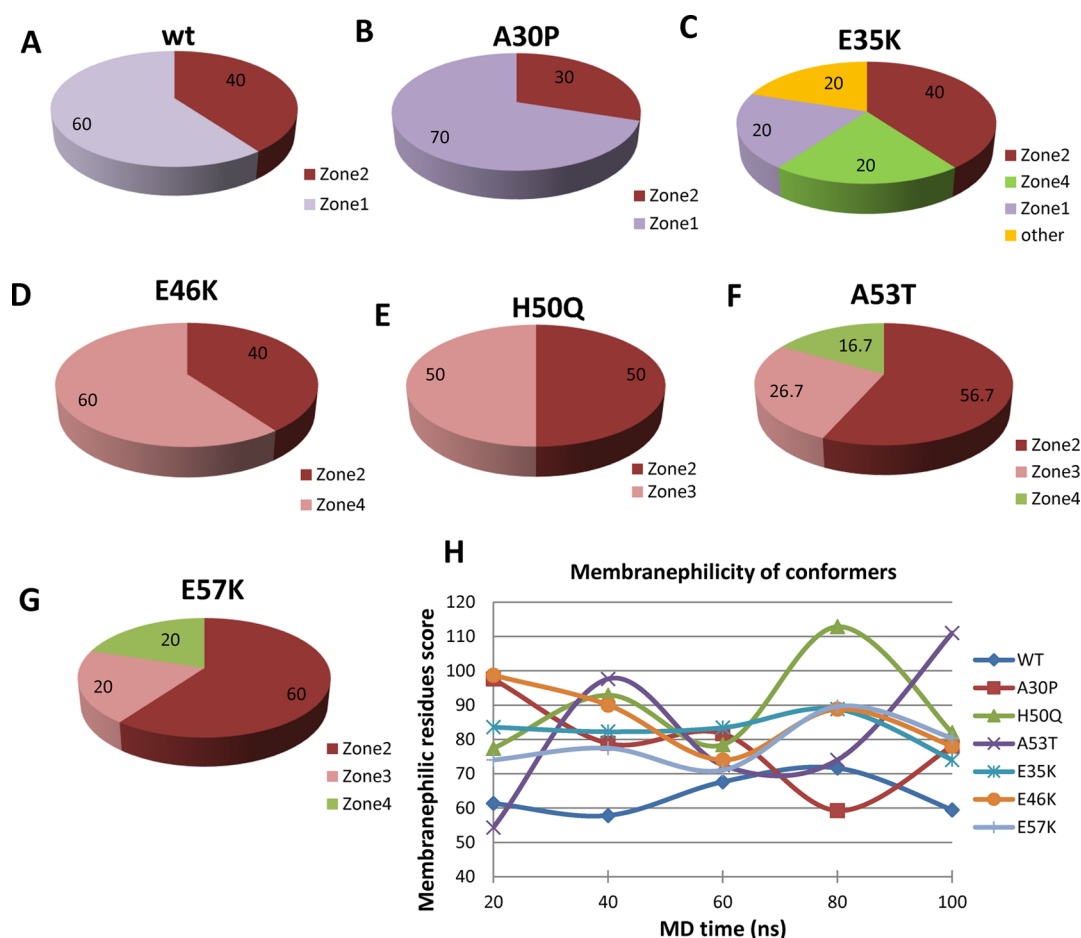 A
wt
40
60
Zone2
Zone1
B
A30P
30
70
Zone2
Zone1
C
E35K
20
40
20
20
Zone2
Zone4
Zone1
other
D
E46K
40
60
Zone2
Zone4
E
H50Q
50
50
Zone2
Zone3
F
A53T
16.7
26.7
56.7
Zone2
Zone3
Zone4
G
E57K
20
20
60
Zone2
Zone3
Zone4
H
Membranephilicity of conformers
Membranephilic residues score
120
110
100
90
80
70
60
50
40
20 40 60 80 100
MD time (ns)
WT
A30P
H50Q
A53T
E35K
E46K
E57K